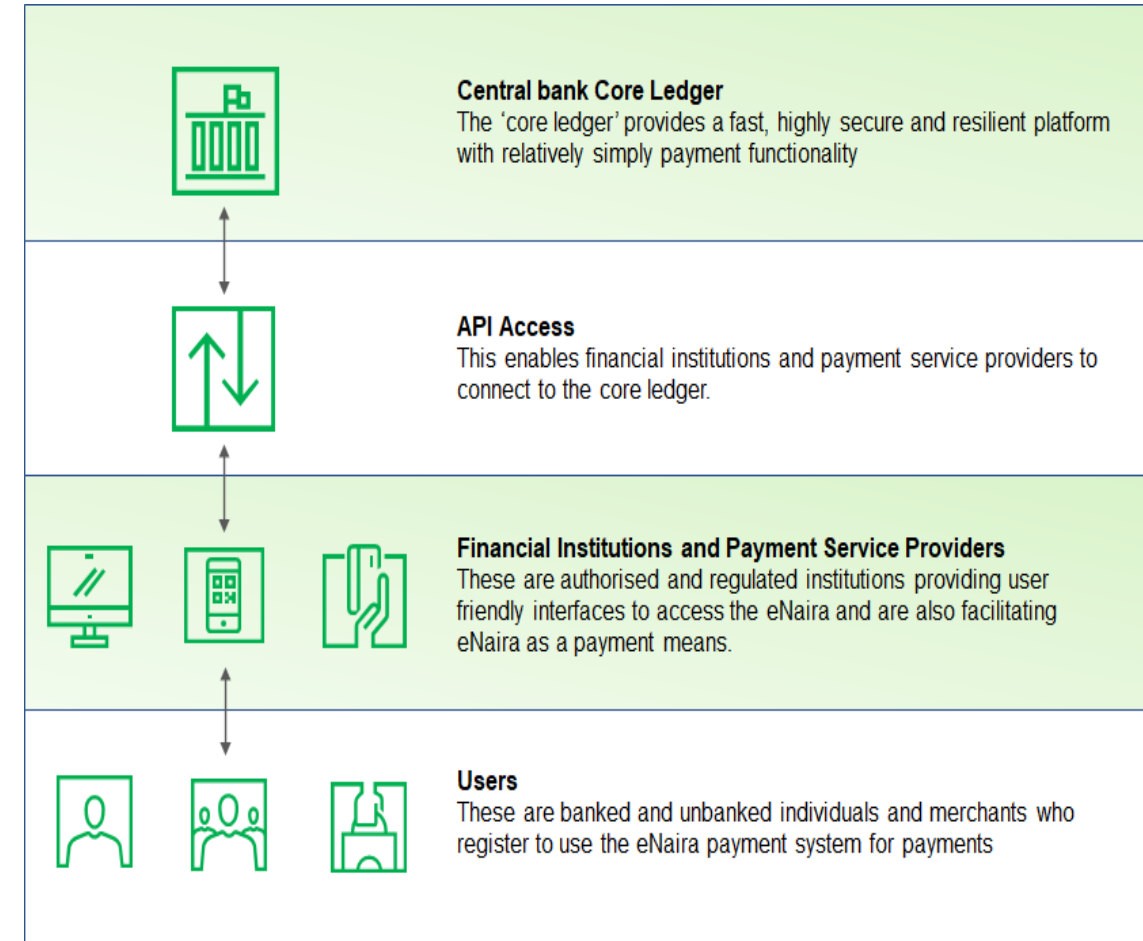 Central bank Core Ledger
The ‘core ledger’ provides a fast, highly secure and resilient platform
with relatively simply payment functionality
API Access
This enables financial institutions and payment service providers to
connect to the core ledger.
Financial Institutions and Payment Service Providers
These are authorised and regulated institutions providing user
friendly interfaces to access the eNaira and are also facilitating
eNaira as a payment means.
Users
These are banked and unbanked individuals and merchants who
register to use the eNaira payment system for payments